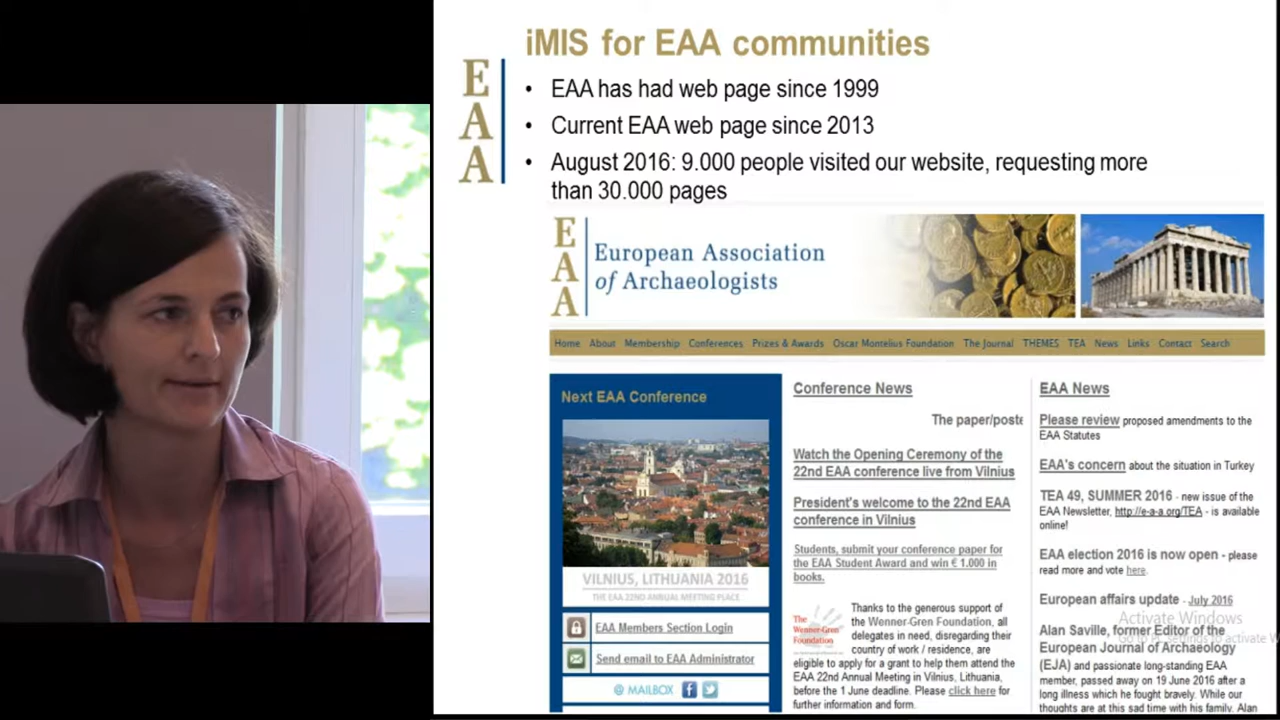 iMIS for EAA communities
E
A
A
• EAA has had web page since 1999
• Current EAA web page since 2013
• August 2016: 9.000 people visited our website, requesting more
than 30.000 pages
E
A
A
European Association
of Archaeologists
Home About Membership Conferences Prizes & Awards Oscar Montelius Foundation The Journal THEMES TEA News Links Contact Search
Next EAA Conference
VILNIUS, LITHUANIA 2016
THE EAA 22ND ANNUAL MEETING PLACE
EAA Members Section Login
Send email to EAA Administrator
@ MAILBOX
Conference News
The paper/poste
Watch the Opening Ceremony of the
22nd EAA conference live from Vilnius
President's welcome to the 22nd EAA
conference in Vilnius
Students, submit your conference paper for
the EAA Student Award and win € 1.000 in
books.
The
Wenner-Gren
Foundation
Thanks to the generous support of
the Wenner-Gren Foundation, all
delegates in need, disregarding their
country of work / residence, are
eligible to apply for a grant to help them attend the
EAA 22nd Annual Meeting in Vilnius, Lithuania,
before the 1 June deadline. Please click here for
further information and form.
EAA News
Please review proposed amendments to the
EAA Statutes
EAA's concern about the situation in Turkey
TEA 49, SUMMER 2016 - new issue of the
EAA Newsletter, http://e-a-a.org/TEA - is available
online!
EAA election 2016 is now open - please
read more and vote here.
European affairs update - July 2016
Alan Saville, former Editor of the
European Journal of Archaeology
(EJA) and passionate long-standing EAA
member, passed away on 19 June 2016 after a
long illness which he fought bravely. While our
thoughts are at this sad time with his family, Alan
Activate Windows
Go to PC settings to activate W